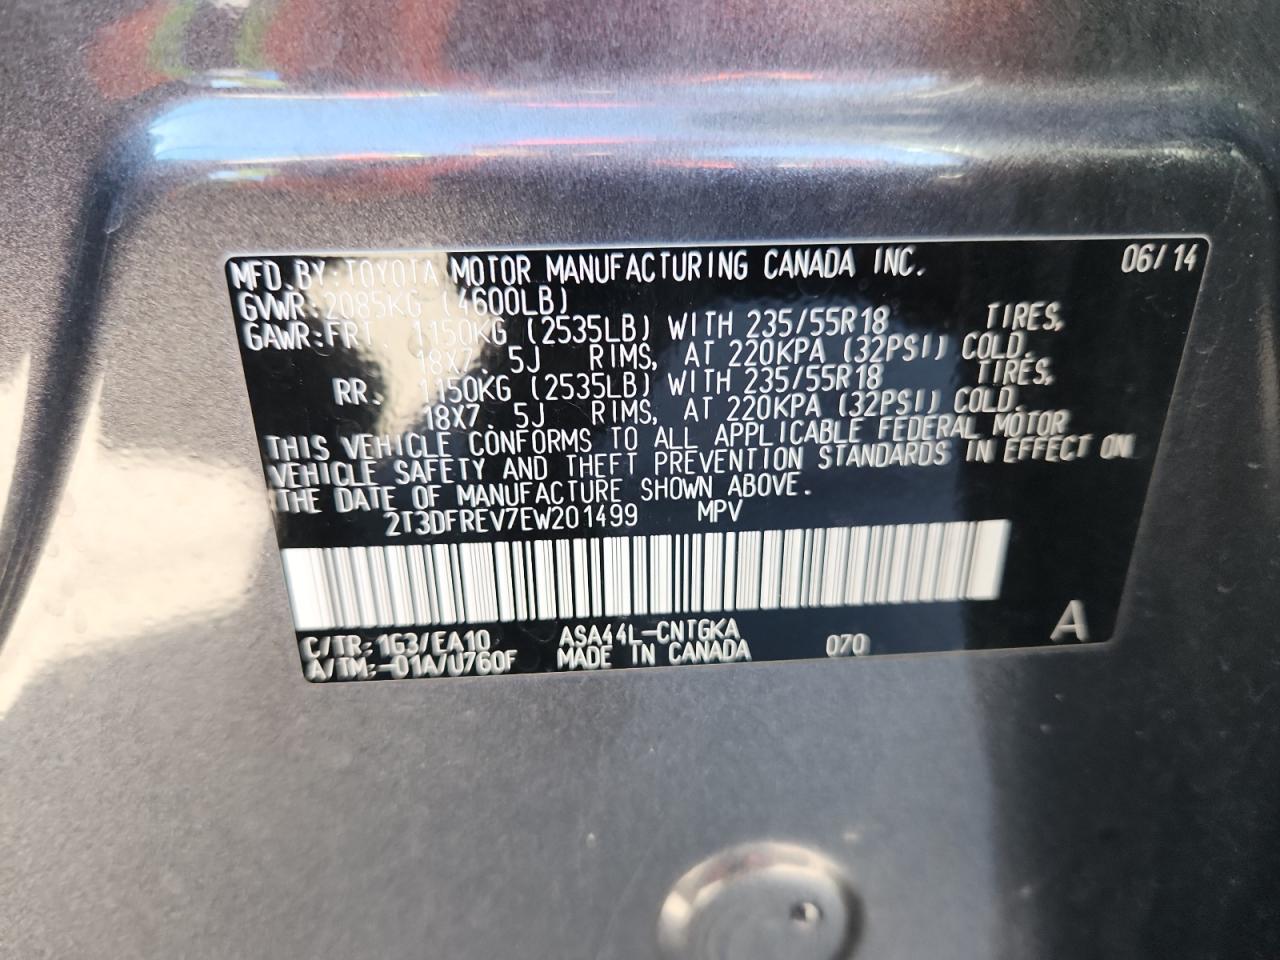 MFD.BY:TOYOTA MOTOR MANUFACTURING CANADA INC. 06/14
GVWR:2085KG (4600LB)
GAWR:FRT. 1150KG (2535LB) WITH 235/55R18 TIRES,
18X7. 5J RIMS, AT 220KPA (32PSI) COLD.
RR. 1150KG (2535LB) WITH 235/55R18 TIRES,
18X7. 5J RIMS, AT 220KPA (32PSI) COLD.
THIS VEHICLE CONFORMS TO ALL APPLICABLE FEDERAL MOTOR
VEHICLE SAFETY AND THEFT PREVENTION STANDARDS IN EFFECT ON
THE DATE OF MANUFACTURE SHOWN ABOVE.
2T3DFREV7EW201499 MPV
C/TR:1G3/EA10 ASA44L-CNTGKA 070 A
A/TM:-01A/U760F MADE IN CANADA